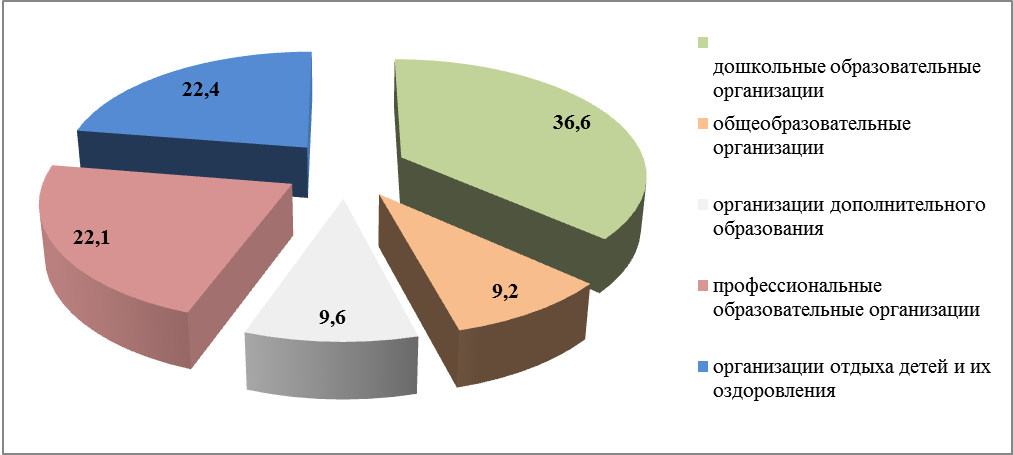 22,4
36,6
22,1
9,6
9,2
дошкольные образовательные
организации
общеобразовательные
организации
организации дополнительного
образования
профессиональные
образовательные организации
организации отдыха детей и их
оздоровления